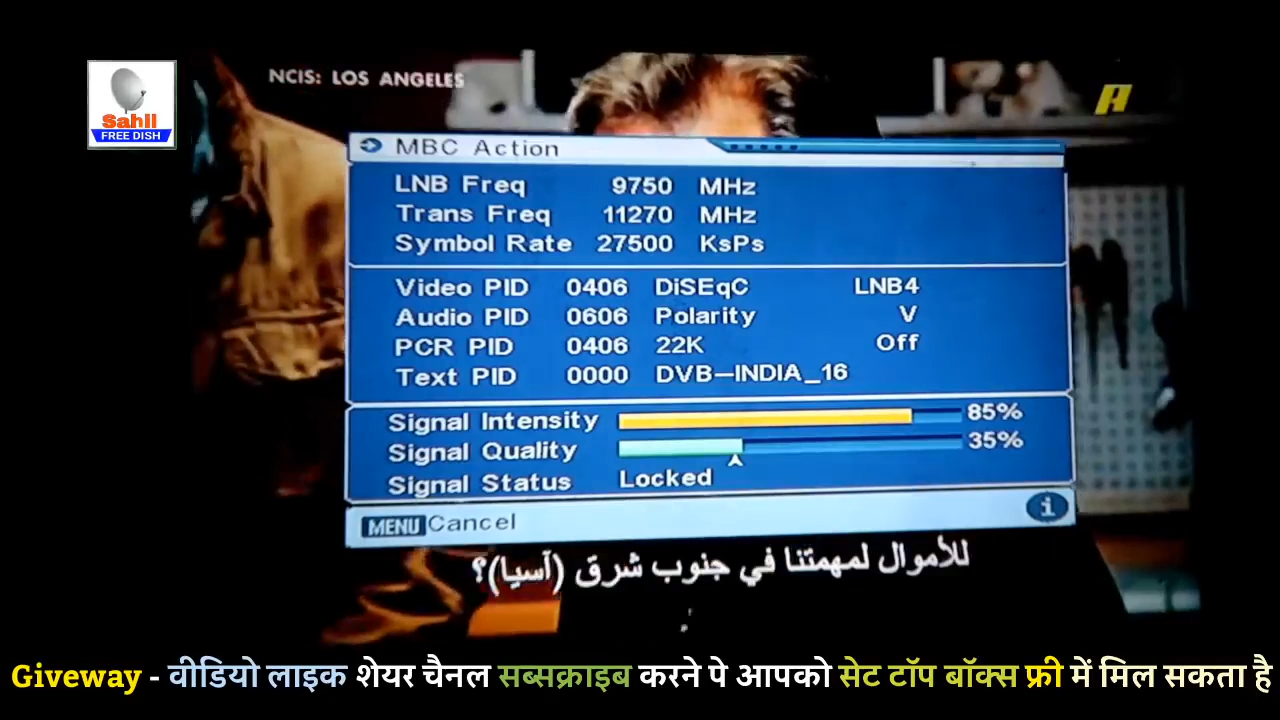 NCIS: LOS ANGELES
A
Sahil
FREE DISH
MBC Action
LNB Freq 9750 MHz
Trans Freq 11270 MHz
Symbol Rate 27500 KsPs
Video PID 0406 DiSEqC LNB4
Audio PID 0606 Polarity V
PCR PID 0406 22K Off
Text PID 0000 DVB-INDIA_16
Signal Intensity 85%
Signal Quality 35%
Signal Status Locked
MENU Cancel i
للأموال لمهمتنا في جنوب شرق (آسيا)؟
Giveway - वीडियो लाइक शेयर चैनल सब्सक्राइब करने पे आपको सेट टॉप बॉक्स फ्री में मिल सकता है